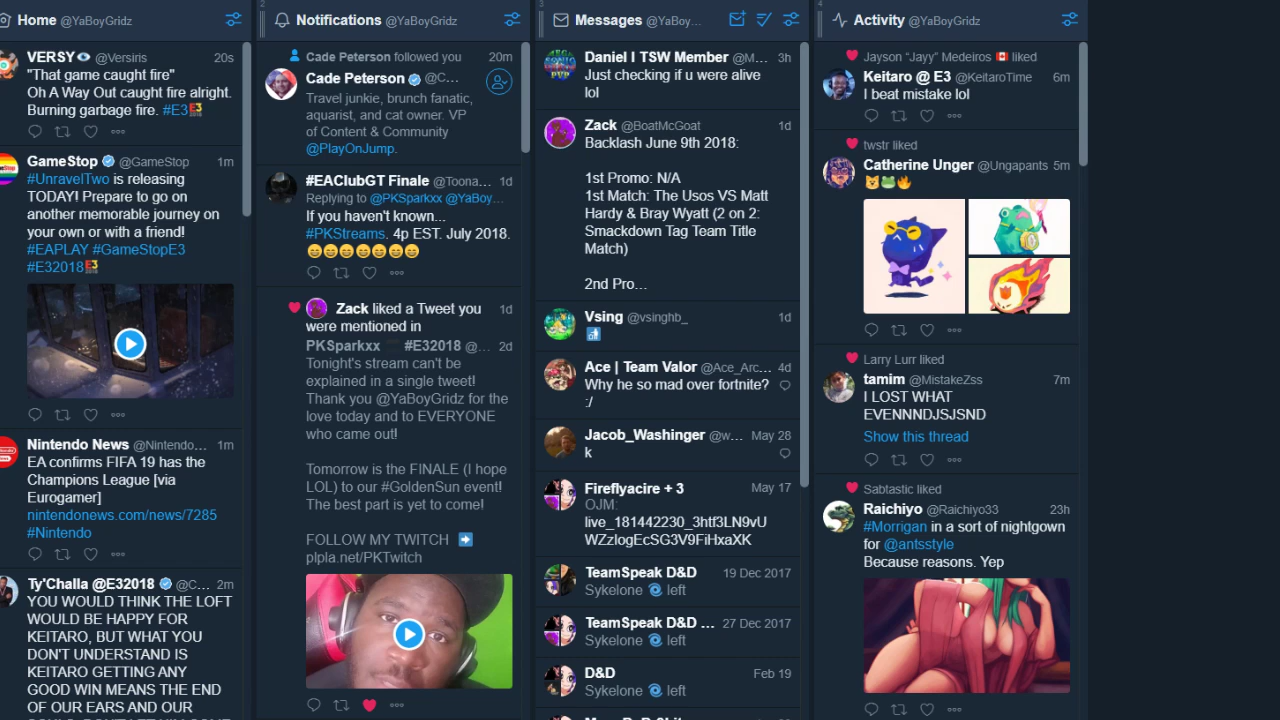 Home @YaBoyGridz
VERSY @Versiris 20s
"That game caught fire"
Oh A Way Out caught fire alright.
Burning garbage fire. #E3
GameStop @GameStop 1m
#UnravelTwo is releasing
TODAY! Prepare to go on
another memorable journey on
your own or with a friend!
#EAPLAY #GameStopE3
#E32018
Nintendo News @Nintendo... 1m
EA confirms FIFA 19 has the
Champions League [via
Eurogamer]
nintendonews.com/news/7285
#Nintendo
Ty'Challa @E32018 @C... 2m
YOU WOULD THINK THE LOFT
WOULD BE HAPPY FOR
KEITARO, BUT WHAT YOU
DON'T UNDERSTAND IS
KEITARO GETTING ANY
GOOD WIN MEANS THE END
OF OUR EARS AND OUR
2
Notifications @YaBoyGridz
Cade Peterson followed you 20m
Cade Peterson @C...
Travel junkie, brunch fanatic,
aquarist, and cat owner. VP
of Content & Community
@PlayOnJump.
#EAClubGT Finale @Toona... 1d
Replying to @PKSparkxx @YaBoy...
If you haven't known...
#PKStreams. 4p EST. July 2018.
😄😄😄😄😄😄
Zack liked a Tweet you 1d
were mentioned in
PKSparkxx #E32018 @... 2d
Tonight's stream can't be
explained in a single tweet!
Thank you @YaBoyGridz for the
love today and to EVERYONE
who came out!
Tomorrow is the FINALE (I hope
LOL) to our #GoldenSun event!
The best part is yet to come!
FOLLOW MY TWITCH ➡
plpla.net/PKTwitch
3
Messages @YaBoy...
Daniel I TSW Member @M... 3h
Just checking if u were alive
lol
Zack @BoatMcGoat 1d
Backlash June 9th 2018:
1st Promo: N/A
1st Match: The Usos VS Matt
Hardy & Bray Wyatt (2 on 2:
Smackdown Tag Team Title
Match)
2nd Pro...
Vsing @vsinghb_ 1d
🚮
Ace | Team Valor @Ace_Arc... 4d
Why he so mad over fortnite?
:/
Jacob_Washinger @w... May 28
k
Fireflyacire + 3 May 17
OJM:
live_181442230_3htf3LN9vU
WZzlogEcSG3V9FiHxaXK
TeamSpeak D&D 19 Dec 2017
Sykelone 🌀 left
TeamSpeak D&D ... 27 Dec 2017
Sykelone 🌀 left
D&D Feb 19
Sykelone 🌀 left
4
Activity @YaBoyGridz
Jayson “Jayy” Medeiros 🇨🇦 liked
Keitaro @ E3 @KeitaroTime 6m
I beat mistake lol
twstr liked
Catherine Unger @Ungapants 5m
🐱🐸🔥
Larry Lurr liked
tamim @MistakeZss 7m
I LOST WHAT
EVENNNDJSJSND
Show this thread
Sabtastic liked
Raichiyo @Raichiyo33 23h
#Morrigan in a sort of nightgown
for @antsstyle
Because reasons. Yep